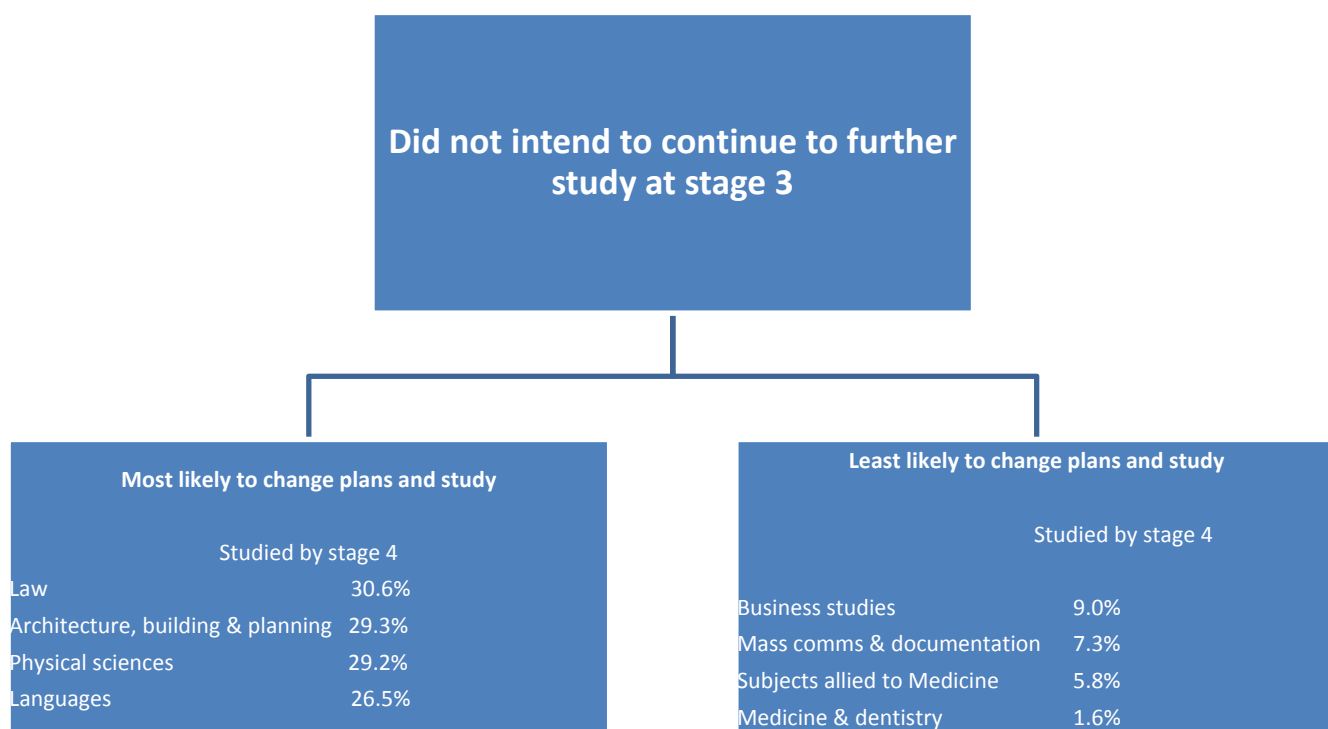 Did not intend to continue to further
study at stage 3
Most likely to change plans and study
Studied by stage 4
Law 30.6%
Architecture, building & planning 29.3%
Physical sciences 29.2%
Languages 26.5%
Least likely to change plans and study
Studied by stage 4
Business studies 9.0%
Mass comms & documentation 7.3%
Subjects allied to Medicine 5.8%
Medicine & dentistry 1.6%